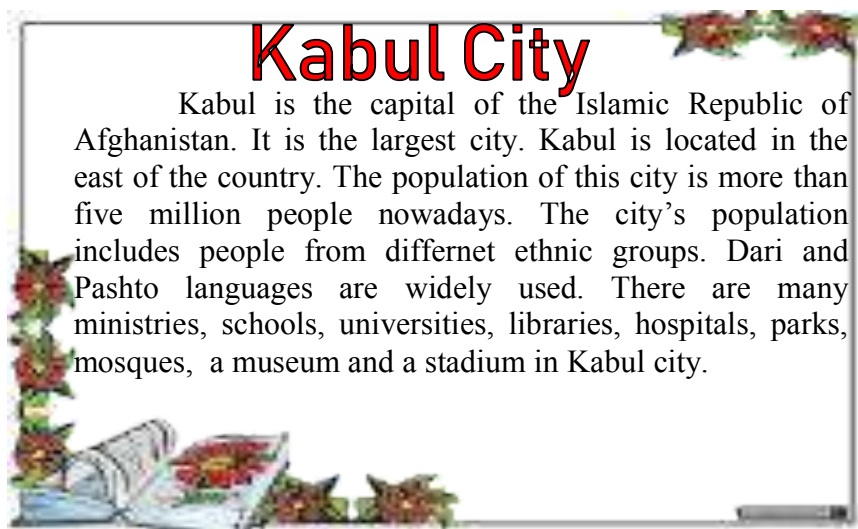 Kabul City
Kabul is the capital of the Islamic Republic of
Afghanistan. It is the largest city. Kabul is located in the
east of the country. The population of this city is more than
five million people nowadays. The city’s population
includes people from differnet ethnic groups. Dari and
Pashto languages are widely used. There are many
ministries, schools, universities, libraries, hospitals, parks,
mosques,  a museum and a stadium in Kabul city.